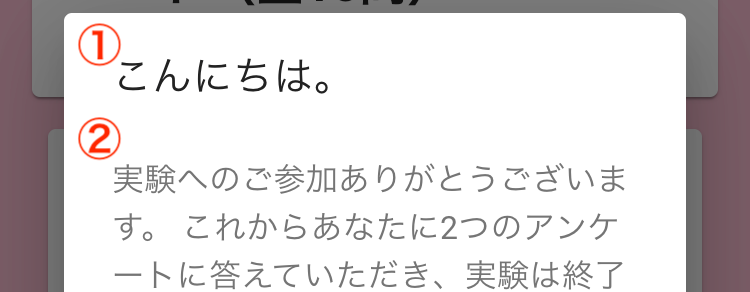 ①
こんにちは。
②
実験へのご参加ありがとうございま
す。 これからあなたに2つのアンケ
ートに答えていただき、実験は終了